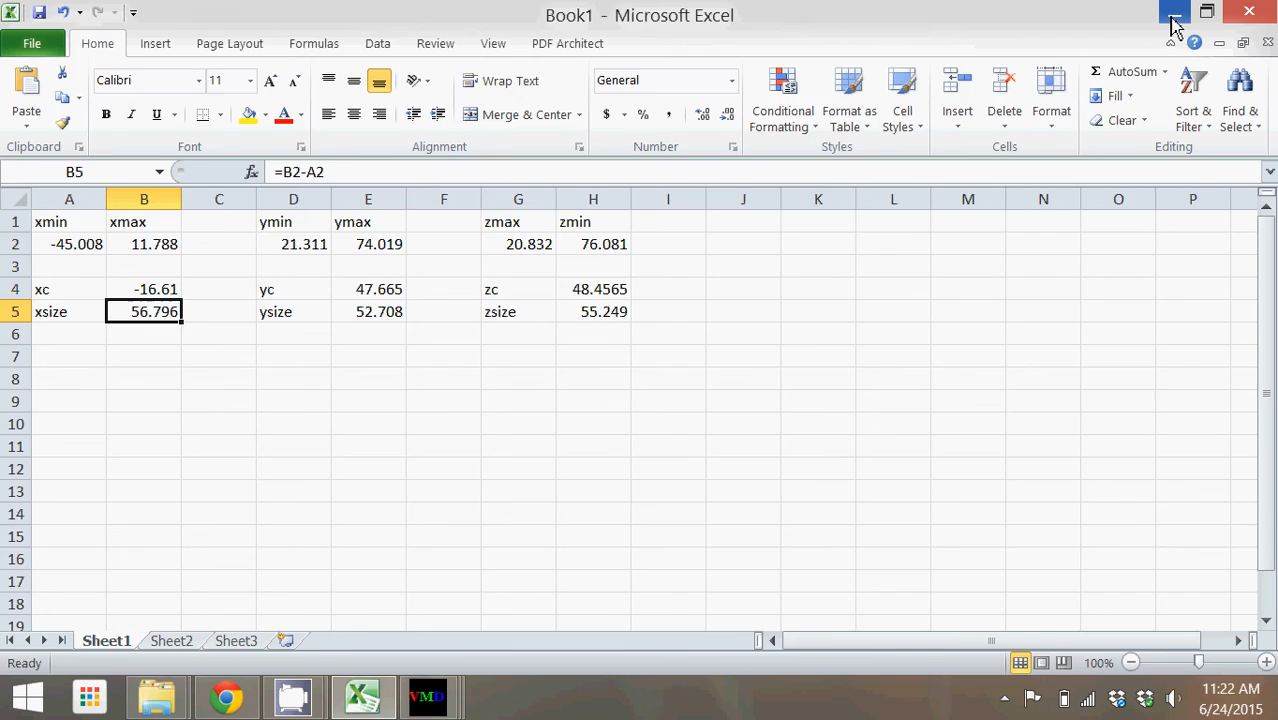 Book1 - Microsoft Excel
File Home Insert Page Layout Formulas Data Review View PDF Architect
Paste
Calibri 11
B I U
A A
Wrap Text
Merge & Center
General
$ % ,
Conditional Formatting
Format as Table
Cell Styles
Insert
Delete
Format
AutoSum
Fill
Clear
Sort & Filter
Find & Select
Clipboard Font Alignment Number Styles Cells Editing
B5 fx =B2-A2
A B C D E F G H I J K L M N O P
1 xmin xmax ymin ymax zmax zmin
2 -45.008 11.788 21.311 74.019 20.832 76.081
3
4 xc -16.61 yc 47.665 zc 48.4565
5 xsize 56.796 ysize 52.708 zsize 55.249
6
7
8
9
10
11
12
13
14
15
16
17
18
19
Sheet1 Sheet2 Sheet3
Ready 100%
VMD
11:22 AM
6/24/2015